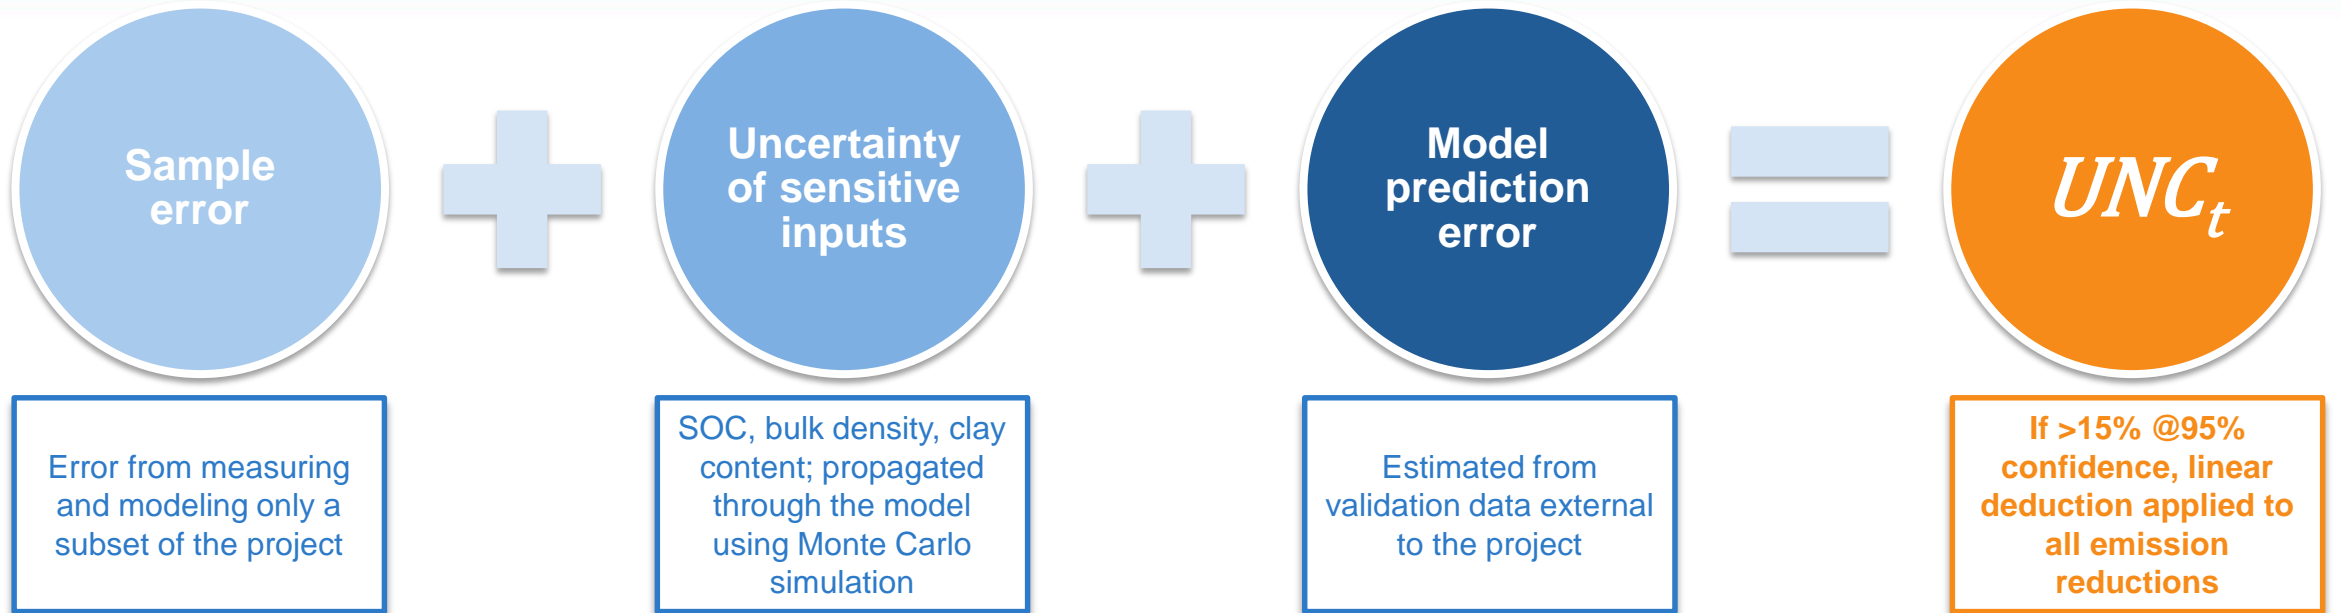 Sample
error
Uncertainty
of sensitive
inputs
Model
prediction
error
UNCₜ
Error from measuring
and modeling only a
subset of the project
SOC, bulk density, clay
content; propagated
through the model
using Monte Carlo
simulation
Estimated from
validation data external
to the project
If >15% @95%
confidence, linear
deduction applied to
all emission
reductions